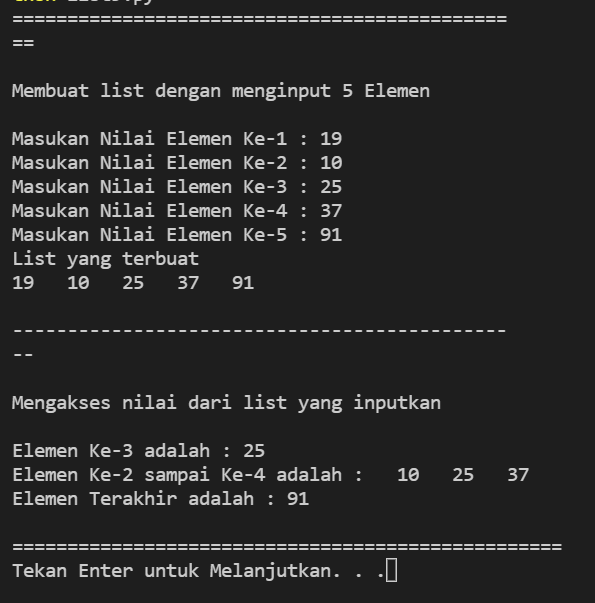 =============================================
==
Membuat list dengan menginput 5 Elemen
Masukan Nilai Elemen Ke-1 : 19
Masukan Nilai Elemen Ke-2 : 10
Masukan Nilai Elemen Ke-3 : 25
Masukan Nilai Elemen Ke-4 : 37
Masukan Nilai Elemen Ke-5 : 91
List yang terbuat
19   10   25   37   91
---------------------------------------------
--
Mengakses nilai dari list yang inputkan
Elemen Ke-3 adalah : 25
Elemen Ke-2 sampai Ke-4 adalah :   10   25   37
Elemen Terakhir adalah : 91
==================================================
Tekan Enter untuk Melanjutkan. . .